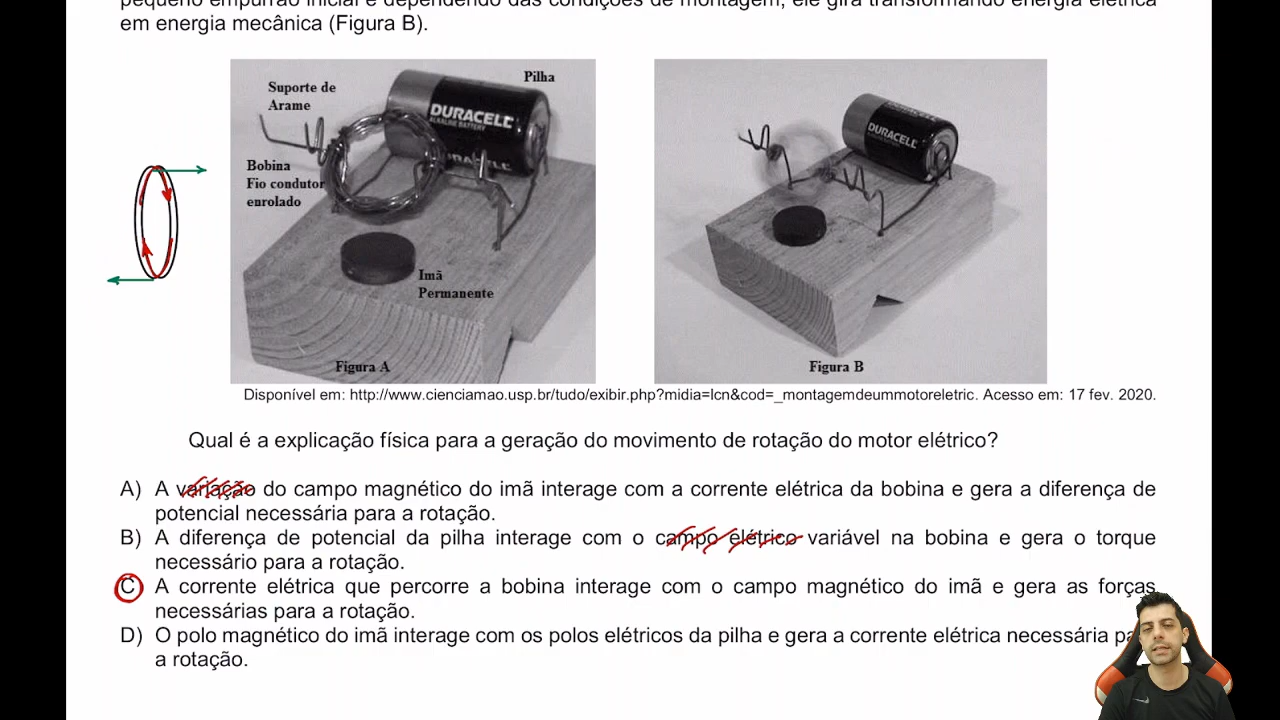 pequeno empurrão inicial e dependendo das condições de montagem, ele gira transformando energia elétrica
em energia mecânica (Figura B).
Suporte de
Arame
Pilha
DURACELL
ALKALINE BATTERY
DURACELL
Bobina
Fio condutor
enrolado
Imã
Permanente
Figura A
DURACELL
Figura B
Disponível em: http://www.cienciamao.usp.br/tudo/exibir.php?midia=lcn&cod=_montagemdeummotoreletric. Acesso em: 17 fev. 2020.
Qual é a explicação física para a geração do movimento de rotação do motor elétrico?
A) A variação do campo magnético do imã interage com a corrente elétrica da bobina e gera a diferença de
potencial necessária para a rotação.
B) A diferença de potencial da pilha interage com o campo elétrico variável na bobina e gera o torque
necessário para a rotação.
C A corrente elétrica que percorre a bobina interage com o campo magnético do imã e gera as forças
necessárias para a rotação.
D) O polo magnético do imã interage com os polos elétricos da pilha e gera a corrente elétrica necessária
a rotação.